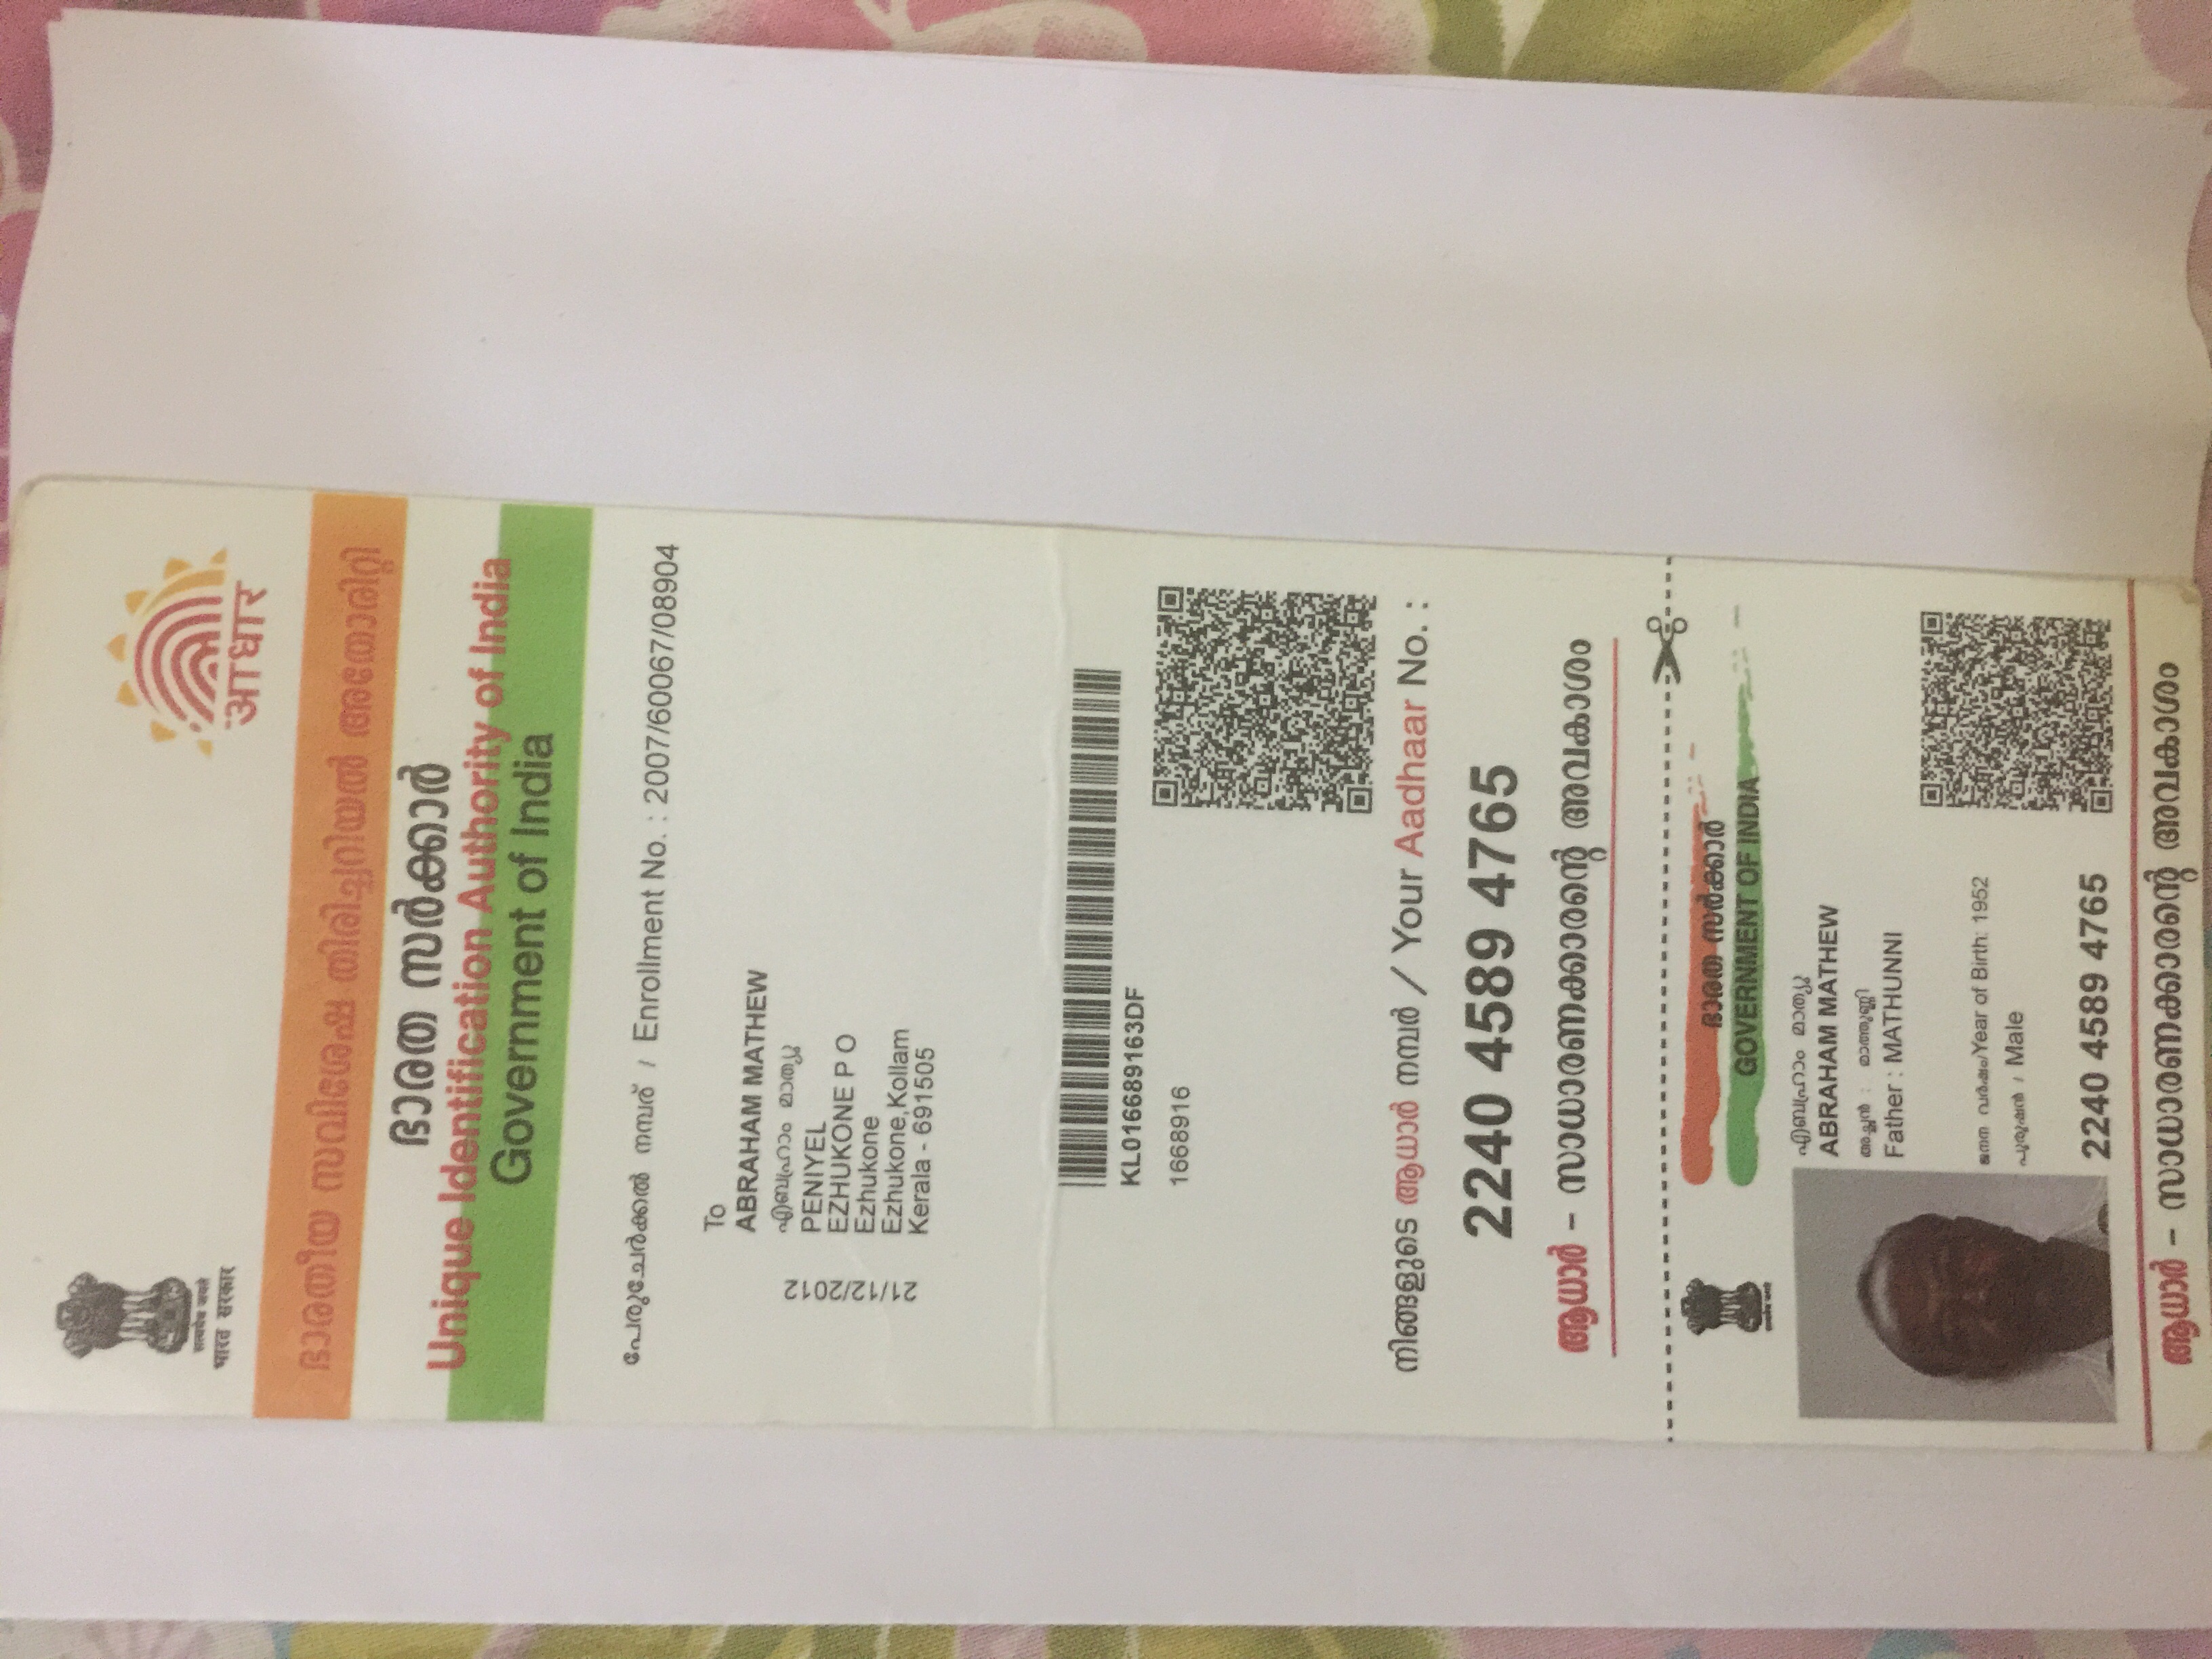 सत्यमेव जयते
भारत सरकार
आधार
ഭാരതീയ സവിശേഷ തിരിച്ചറിയൽ അതോരിറ്റി
ഭാരത സർക്കാർ
Unique Identification Authority of India
Government of India
പേരുചേർക്കൽ നമ്പര് / Enrollment No. : 2007/60067/08904
To
ABRAHAM MATHEW
എബ്രഹാം മാത്യു
PENIYEL
EZHUKONE P O
Ezhukone
Ezhukone,Kollam
Kerala - 691505
21/12/2012
KL016689163DF
1668916
നിങ്ങളുടെ ആധാർ നമ്പർ / Your Aadhaar No. :
2240 4589 4765
ആധാർ – സാധാരണക്കാരന്റെ അവകാശം
ഭാരത സർക്കാർ
GOVERNMENT OF INDIA
सत्यमेव जयते
എബ്രഹാം മാത്യു
ABRAHAM MATHEW
അച്ഛൻ : മാത്തുണ്ണി
Father : MATHUNNI
ജനന വർഷം/Year of Birth: 1952
പുരുഷൻ / Male
2240 4589 4765
ആധാർ – സാധാരണക്കാരന്റെ അവകാശം